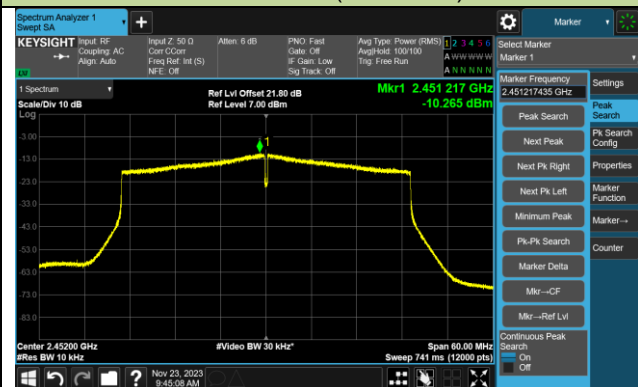 Spectrum Analyzer 1
Swept SA
+
Marker
KEYSIGHT
Input: RF
Coupling: AC
Align: Auto
Input Z: 50 Ω
Corr CCorr
Freq Ref: Int (S)
NFE: Off
Atten: 6 dB
PNO: Fast
Gate: Off
IF Gain: Low
Sig Track: Off
Avg Type: Power (RMS)
Avg|Hold: 100/100
Trig: Free Run
1 2 3 4 5 6
A W W W W W
A N N N N N
LVI
Select Marker
Marker 1
1 Spectrum
Scale/Div 10 dB
Log
Ref Lvl Offset 21.80 dB
Ref Level 7.00 dBm
Mkr1 2.451 217 GHz
-10.265 dBm
-3.00
-13.0
-23.0
-33.0
-43.0
-53.0
-63.0
-73.0
-83.0
1
Center 2.45200 GHz
#Res BW 10 kHz
#Video BW 30 kHz*
Span 60.00 MHz
Sweep 741 ms (12000 pts)
Marker Frequency
2.451217435 GHz
Peak Search
Next Peak
Next Pk Right
Next Pk Left
Minimum Peak
Pk-Pk Search
Marker Delta
Mkr→CF
Mkr→Ref Lvl
Continuous Peak
Search
On
Off
Settings
Peak
Search
Pk Search
Config
Properties
Marker
Function
Marker→
Counter
?
Nov 23, 2023
9:45:08 AM